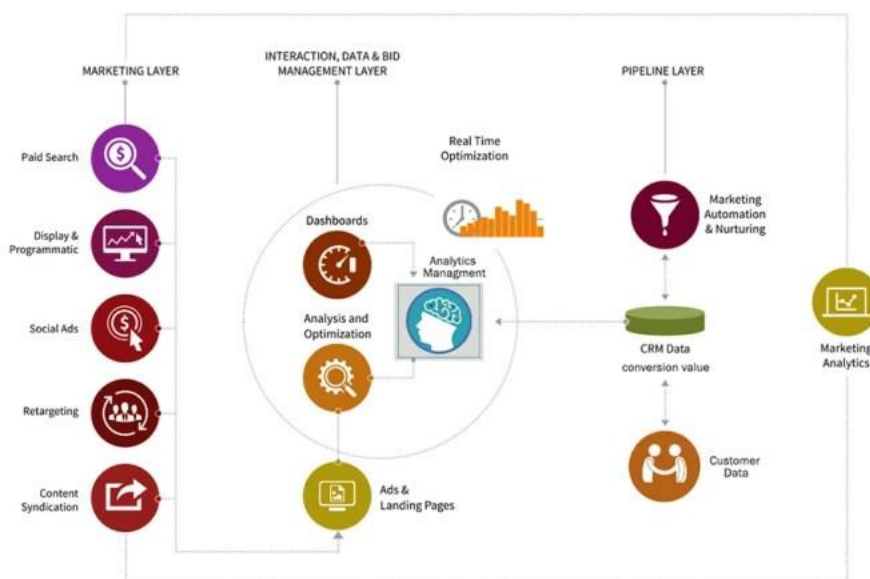 MARKETING LAYER
INTERACTION, DATA & BID
MANAGEMENT LAYER
PIPELINE LAYER
Paid Search
Display &
Programmatic
Social Ads
Retargeting
Content
Syndication
Real Time
Optimization
Dashboards
Analytics
Managment
Analysis and
Optimization
Ads &
Landing Pages
Marketing
Automation
& Nurturing
CRM Data
conversion value
Customer
Data
Marketing
Analytics